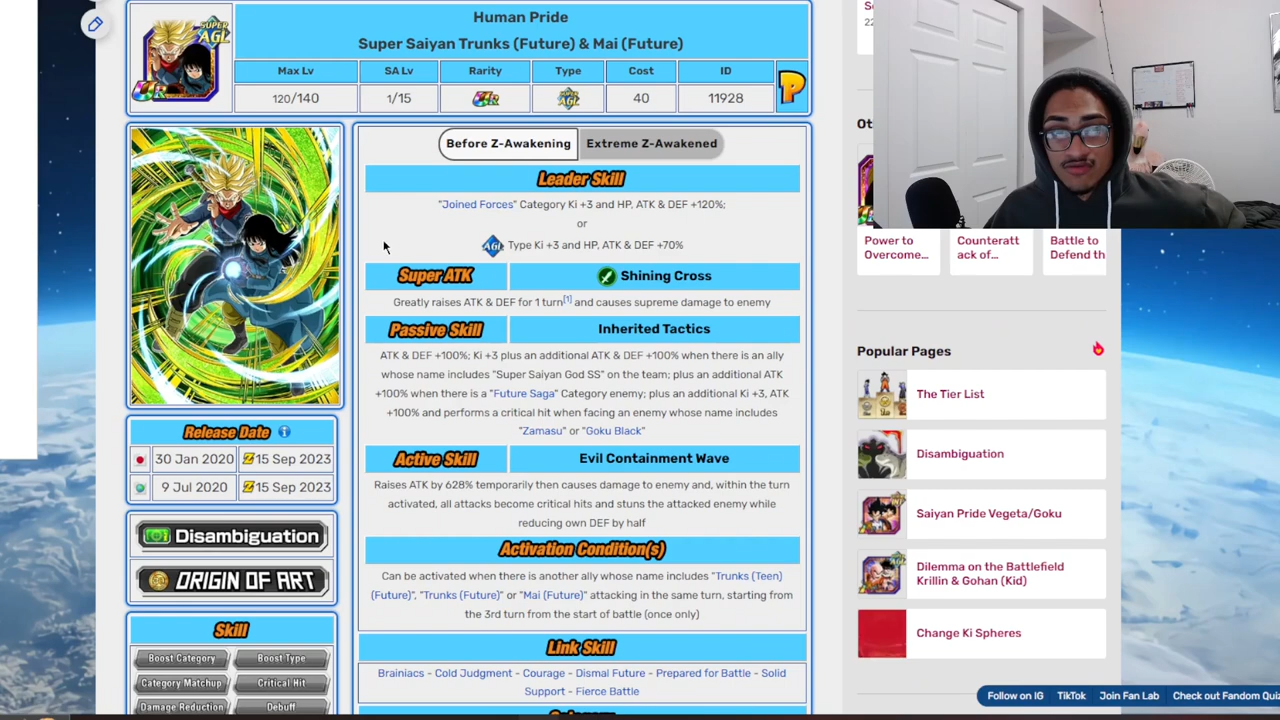 Human Pride
Super Saiyan Trunks (Future) & Mai (Future)
SUPER AGL
UR
Max Lv SA Lv Rarity Type Cost ID
120/140 1/15 UR SUPER AGL 40 11928
P
Before Z-Awakening Extreme Z-Awakened
Leader Skill
"Joined Forces" Category Ki +3 and HP, ATK & DEF +120%;
or
AGL Type Ki +3 and HP, ATK & DEF +70%
Super ATK Shining Cross
Greatly raises ATK & DEF for 1 turn[1] and causes supreme damage to enemy
Passive Skill Inherited Tactics
ATK & DEF +100%; Ki +3 plus an additional ATK & DEF +100% when there is an ally
whose name includes "Super Saiyan God SS" on the team; plus an additional ATK
+100% when there is a "Future Saga" Category enemy; plus an additional Ki +3, ATK
+100% and performs a critical hit when facing an enemy whose name includes
"Zamasu" or "Goku Black"
Active Skill Evil Containment Wave
Raises ATK by 628% temporarily then causes damage to enemy and, within the turn
activated, all attacks become critical hits and stuns the attacked enemy while
reducing own DEF by half
Activation Condition(s)
Can be activated when there is another ally whose name includes "Trunks (Teen)
(Future)", "Trunks (Future)" or "Mai (Future)" attacking in the same turn, starting from
the 3rd turn from the start of battle (once only)
Link Skill
Brainiacs - Cold Judgment - Courage - Dismal Future - Prepared for Battle - Solid
Support - Fierce Battle
Release Date
30 Jan 2020 Z 15 Sep 2023
9 Jul 2020 Z 15 Sep 2023
Disambiguation
ORIGIN OF ART
Skill
Boost Category Boost Type
Category Matchup Critical Hit
Damage Reduction Debuff
22
Ot
Power to
Overcome...
Counteratt
ack of...
Battle to
Defend th
Popular Pages
The Tier List
Disambiguation
Saiyan Pride Vegeta/Goku
Dilemma on the Battlefield
Krillin & Gohan (Kid)
Change Ki Spheres
Follow on IG TikTok Join Fan Lab Check out Fandom Qui